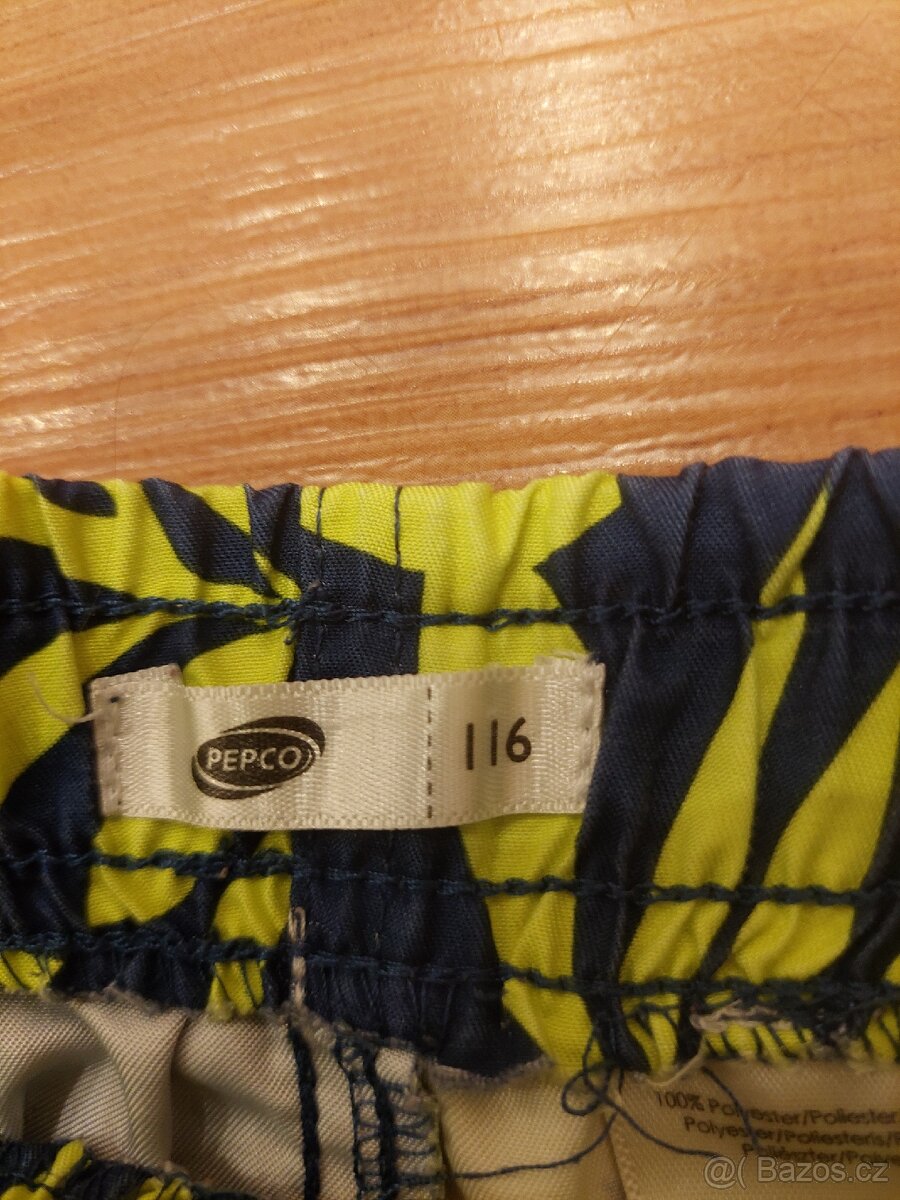 PEPCO
116
100% Polyester/Poliester
Polyester/Poliesteris/
@( Bazos.cz